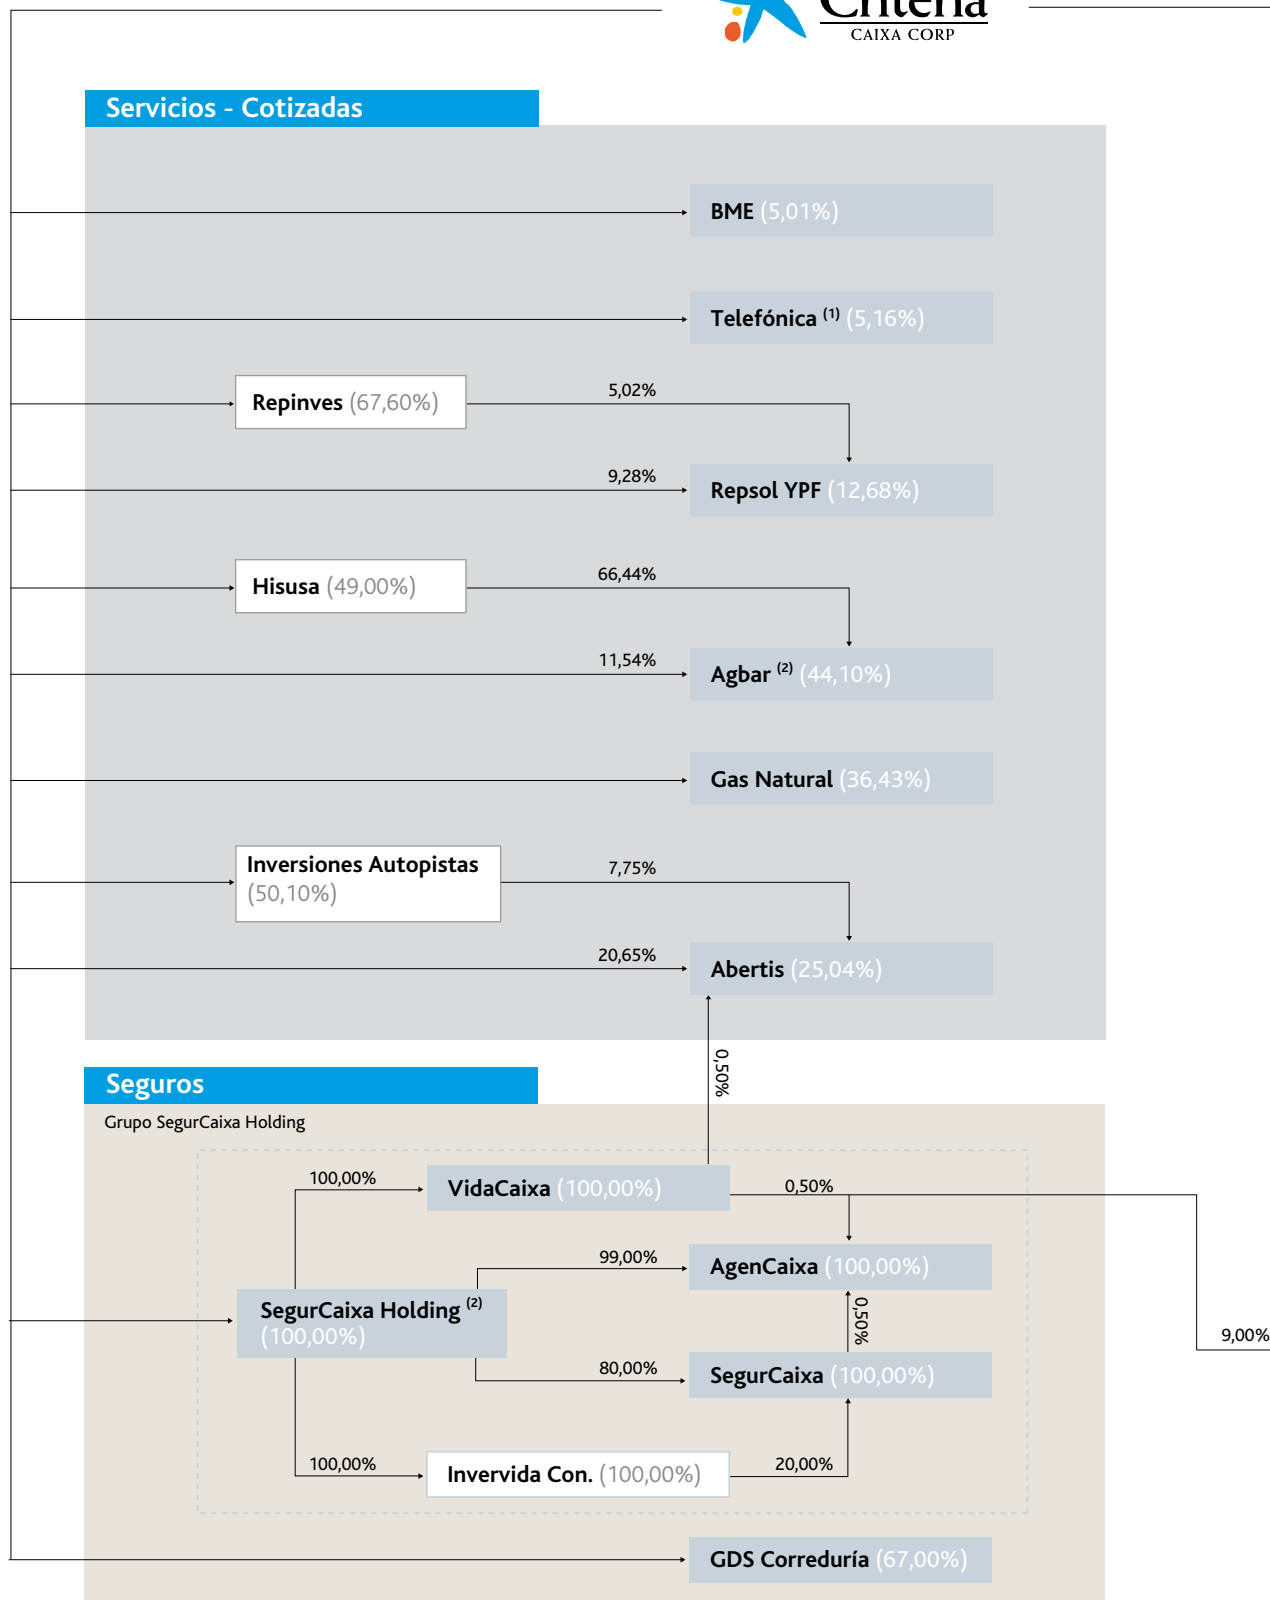 Criteria
CAIXA CORP
Servicios - Cotizadas
BME (5,01%)
Telefónica (1) (5,16%)
Repinves (67,60%)
5,02%
9,28%
Repsol YPF (12,68%)
Hisusa (49,00%)
66,44%
11,54%
Agbar (2) (44,10%)
Gas Natural (36,43%)
Inversiones Autopistas
(50,10%)
7,75%
20,65%
Abertis (25,04%)
0,50%
Seguros
Grupo SegurCaixa Holding
100,00%
VidaCaixa (100,00%)
0,50%
99,00%
AgenCaixa (100,00%)
SegurCaixa Holding (2)
(100,00%)
0,50%
9,00%
80,00%
SegurCaixa (100,00%)
100,00%
Invervida Con. (100,00%)
20,00%
GDS Correduría (67,00%)